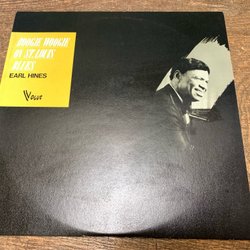 BOOGIE WOOGIE
ON ST. LOUIS
BLUES
EARL HINES
Vogue